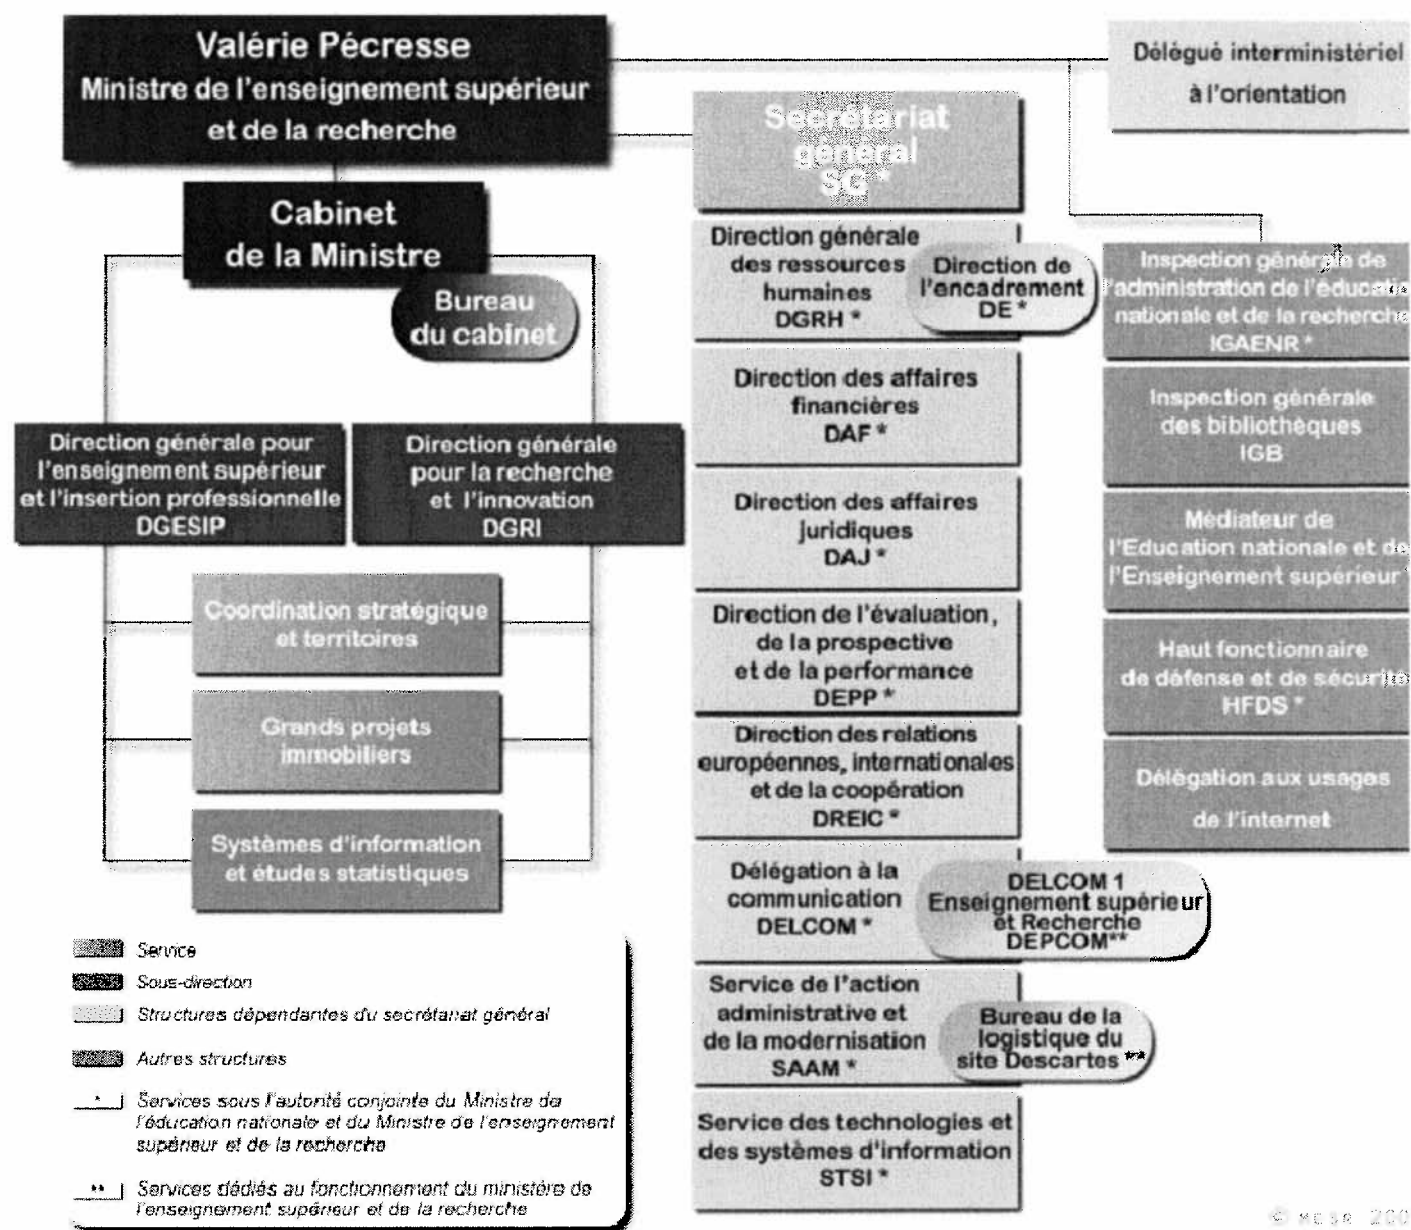 Valérie Pécresse
Ministre de l'enseignement supérieur
et de la recherche
Délégué interministériel
à l'orientation
Cabinet
de la Ministre
Bureau
du cabinet
Direction générale pour
l'enseignement supérieur
et l'insertion professionnelle
DGESIP
Direction générale
pour la recherche
et l'innovation
DGRI
Coordination stratégique
et territoires
Grands projets
immobiliers
Systèmes d'information
et études statistiques
Secrétariat
général
SG *
Direction générale
des ressources
humaines
DGRH *
Direction de
l'encadrement
DE *
Direction des affaires
financières
DAF *
Direction des affaires
juridiques
DAJ *
Direction de l'évaluation,
de la prospective
et de la performance
DEPP *
Direction des relations
européennes, internationales
et de la coopération
DREIC *
Délégation à la
communication
DELCOM *
DELCOM 1
Enseignement supérieur
et Recherche
DEPCOM**
Service de l'action
administrative et
de la modernisation
SAAM *
Bureau de la
logistique du
site Descartes **
Service des technologies et
des systèmes d'information
STSI *
Inspection générale de
l'administration de l'éducatio
nationale et de la recherche
IGAENR *
Inspection générale
des bibliothèques
IGB
Médiateur de
l'Education nationale et de
l'Enseignement supérieur
Haut fonctionnaire
de défense et de sécurité
HFDS *
Délégation aux usages
de l'internet
Service
Sous-direction
Structures dépendantes du secrétariat général
Autres structures
* Services sous l'autorité conjointe du Ministre de
l'éducation nationale et du Ministre de l'enseignement
supérieur et de la recherche
** Services dédiés au fonctionnement du ministère de
l'enseignement supérieur et de la recherche
© MESR 200